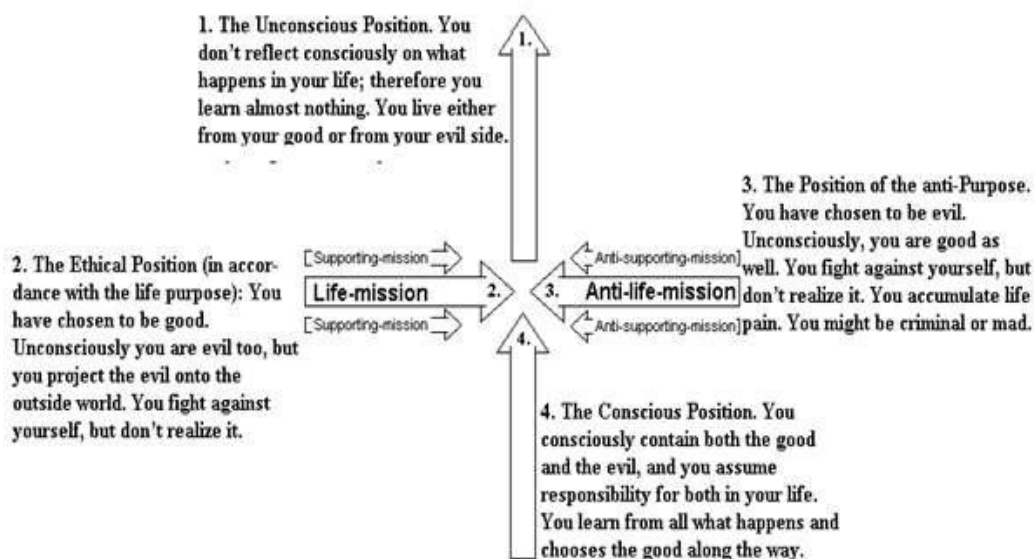 1. The Unconscious Position. You
don't reflect consciously on what
happens in your life; therefore you
learn almost nothing. You live either
from your good or from your evil side.
1.
3. The Position of the anti-Purpose.
You have chosen to be evil.
Unconsciously, you are good as
well. You fight against yourself, but
don't realize it. You accumulate life
pain. You might be criminal or mad.
2. The Ethical Position (in accor-
dance with the life purpose): You
have chosen to be good.
Unconsciously you are evil too, but
you project the evil onto the
outside world. You fight against
yourself, but don't realize it.
[Supporting-mission
Life-mission 2.
[Supporting-mission
Anti-supporting-mission]
3. Anti-life-mission
Anti-supporting-mission]
4.
4. The Conscious Position. You
consciously contain both the good
and the evil, and you assume
responsibility for both in your life.
You learn from all what happens and
chooses the good along the way.